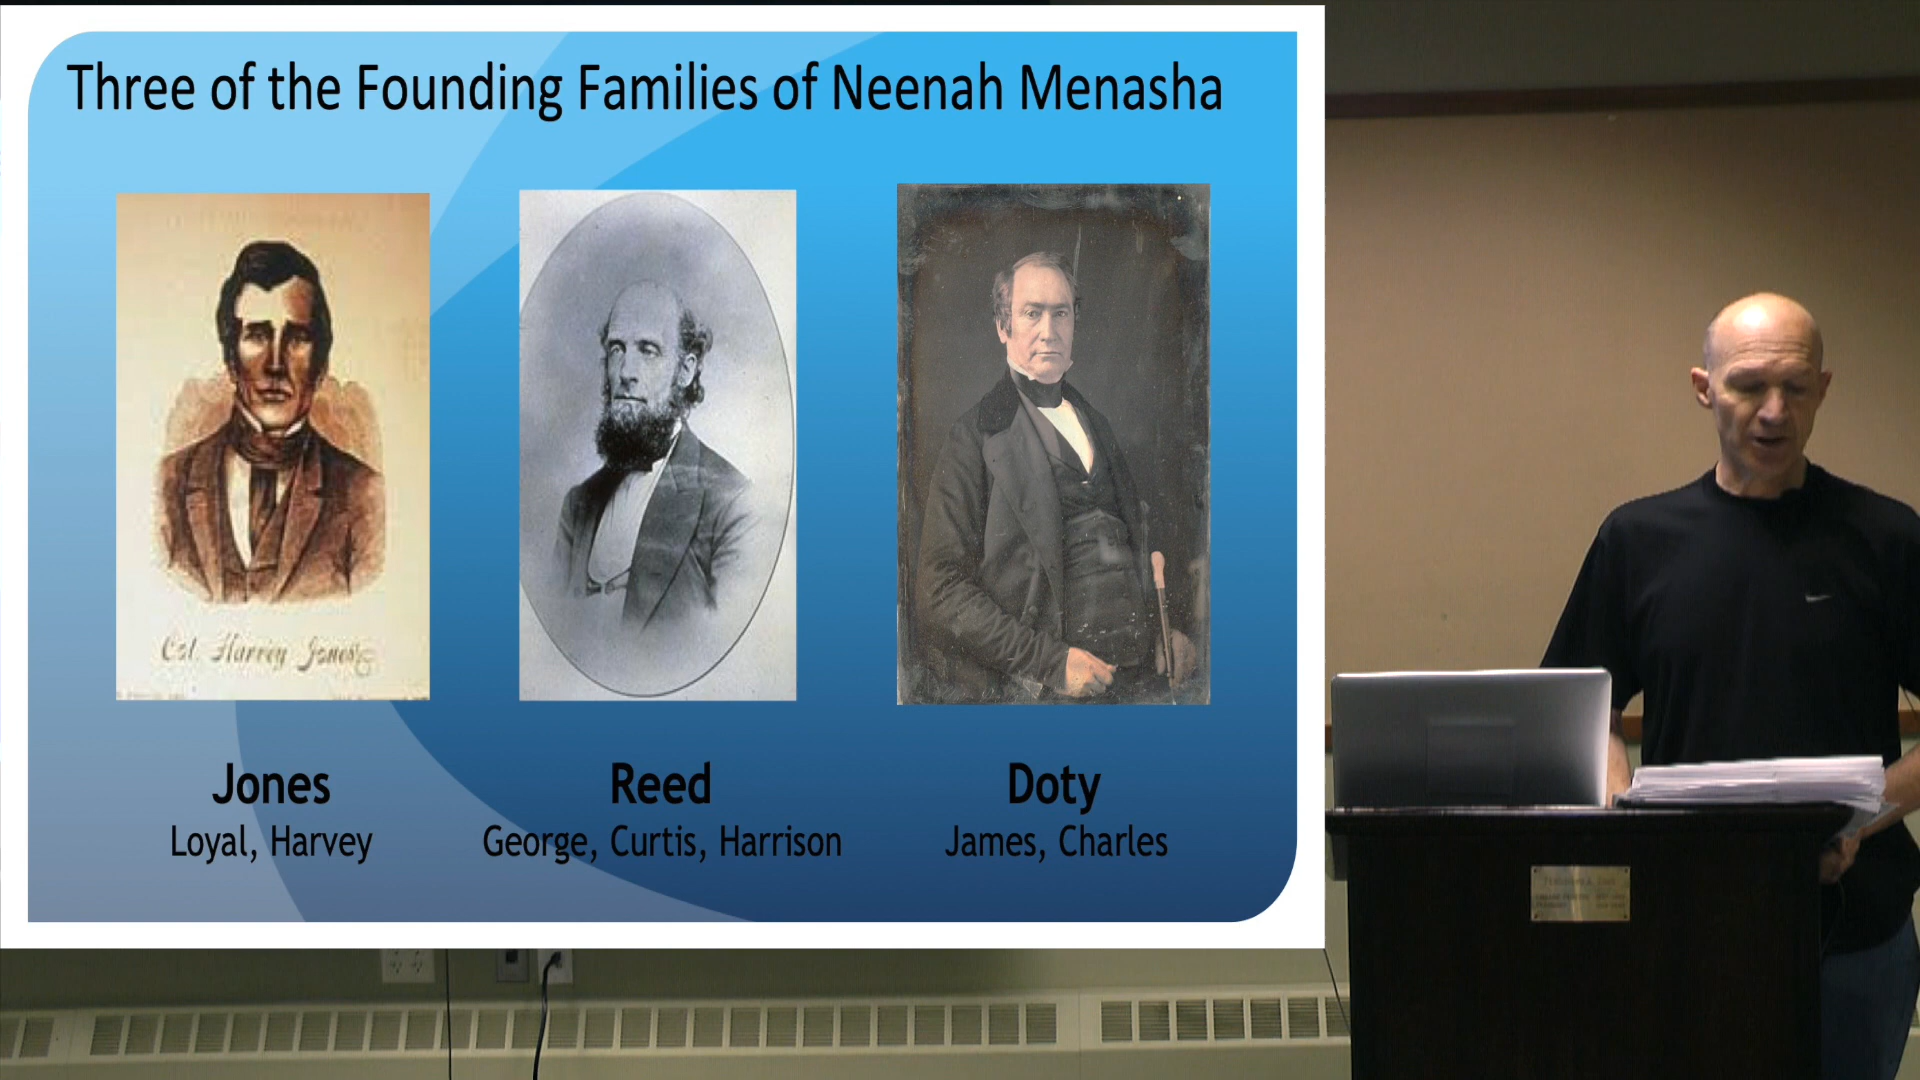 Three of the Founding Families of Neenah Menasha
Col. Harvey Jones
Jones
Loyal, Harvey
Reed
George, Curtis, Harrison
Doty
James, Charles